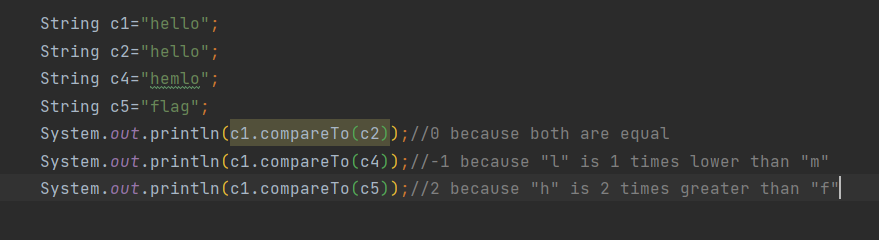 String c1="hello";
String c2="hello";
String c4="hemlo";
String c5="flag";
System.out.println(c1.compareTo(c2));//0 because both are equal
System.out.println(c1.compareTo(c4));//-1 because "l" is 1 times lower than "m"
System.out.println(c1.compareTo(c5));//2 because "h" is 2 times greater than "f"